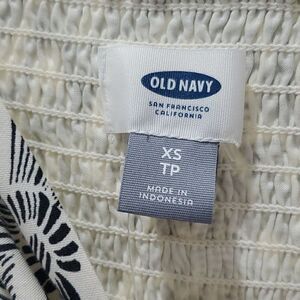 OLD NAVY
SAN FRANCISCO
CALIFORNIA
XS
TP
MADE IN
INDONESIA